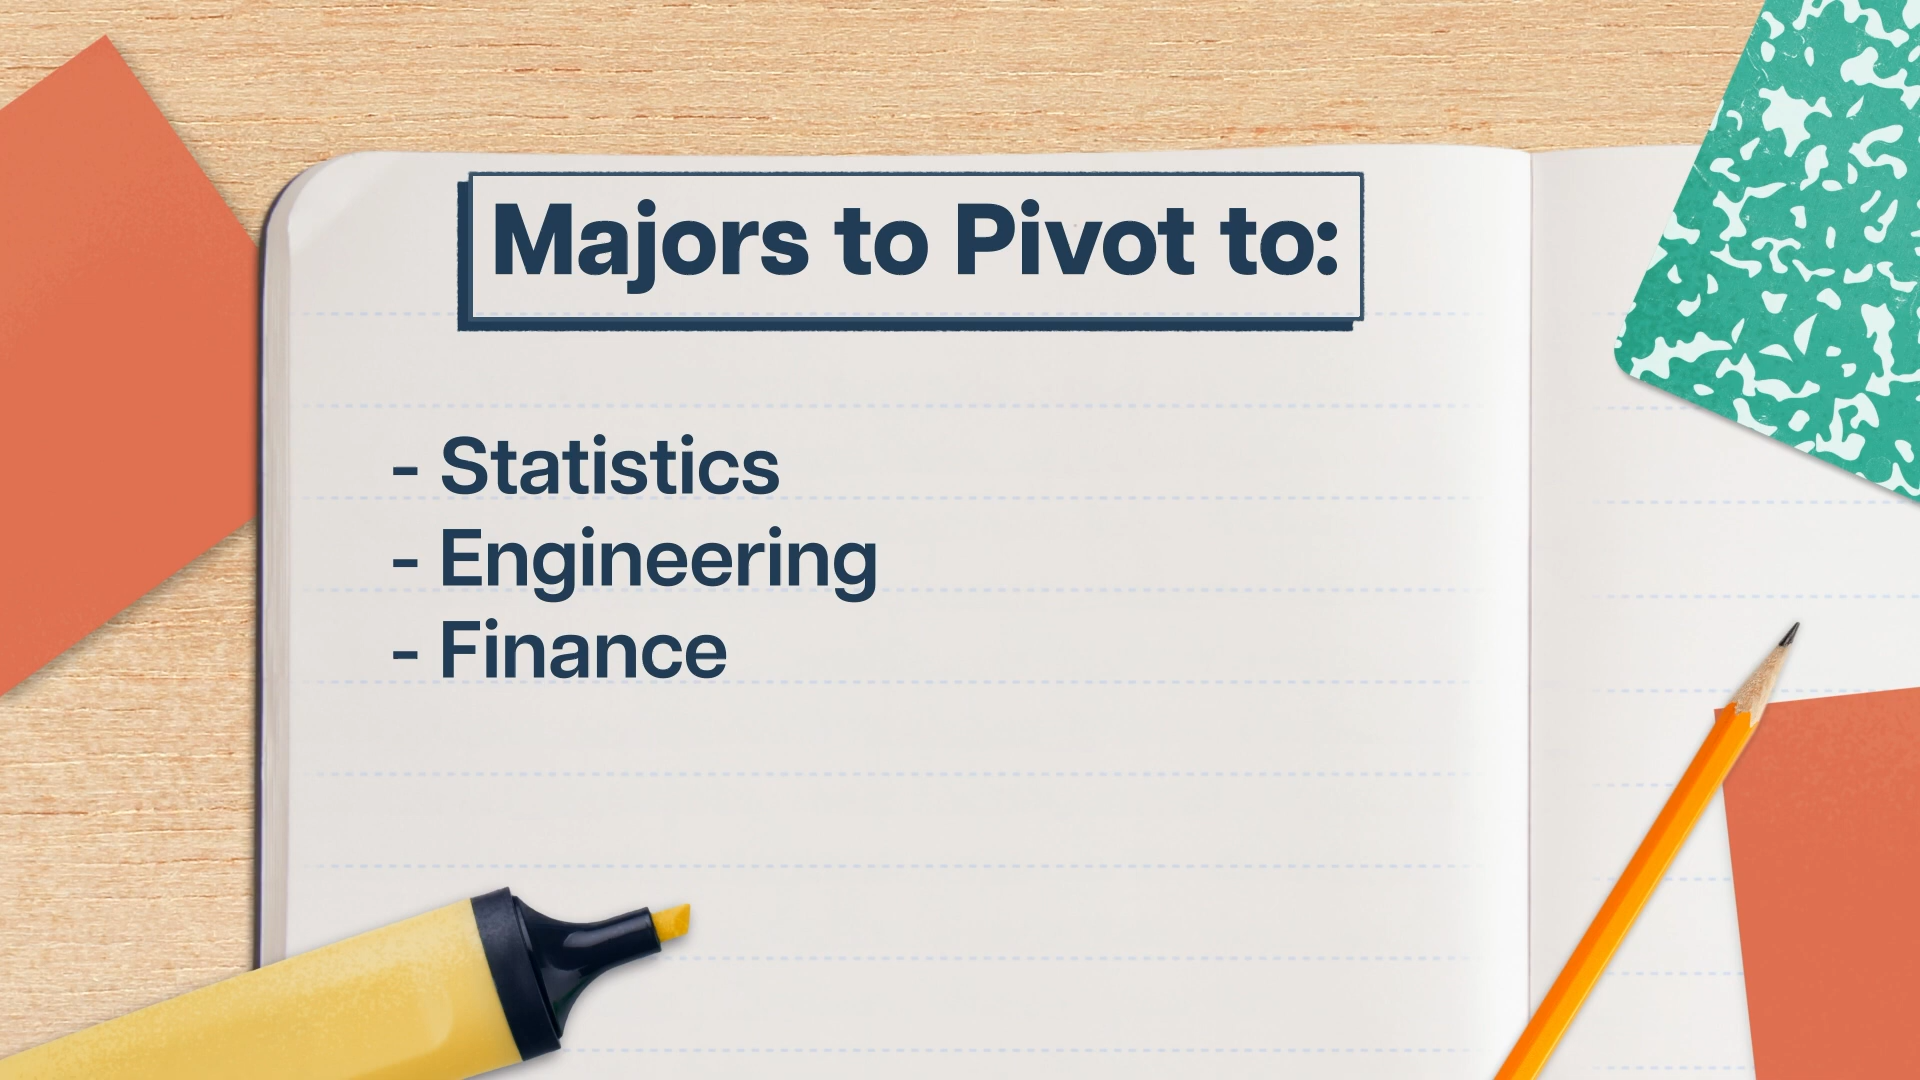 Majors to Pivot to:
- Statistics
- Engineering
- Finance